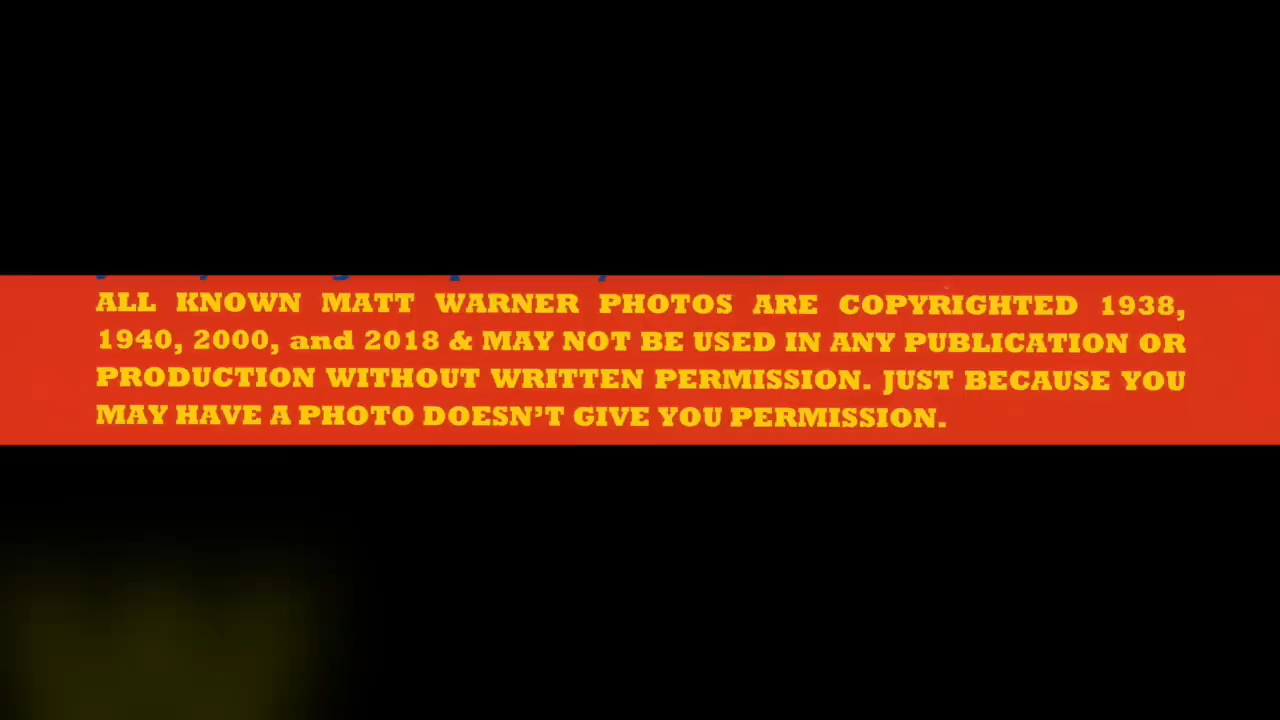 ALL KNOWN MATT WARNER PHOTOS ARE COPYRIGHTED 1938,
1940, 2000, and 2018 & MAY NOT BE USED IN ANY PUBLICATION OR
PRODUCTION WITHOUT WRITTEN PERMISSION. JUST BECAUSE YOU
MAY HAVE A PHOTO DOESN'T GIVE YOU PERMISSION.